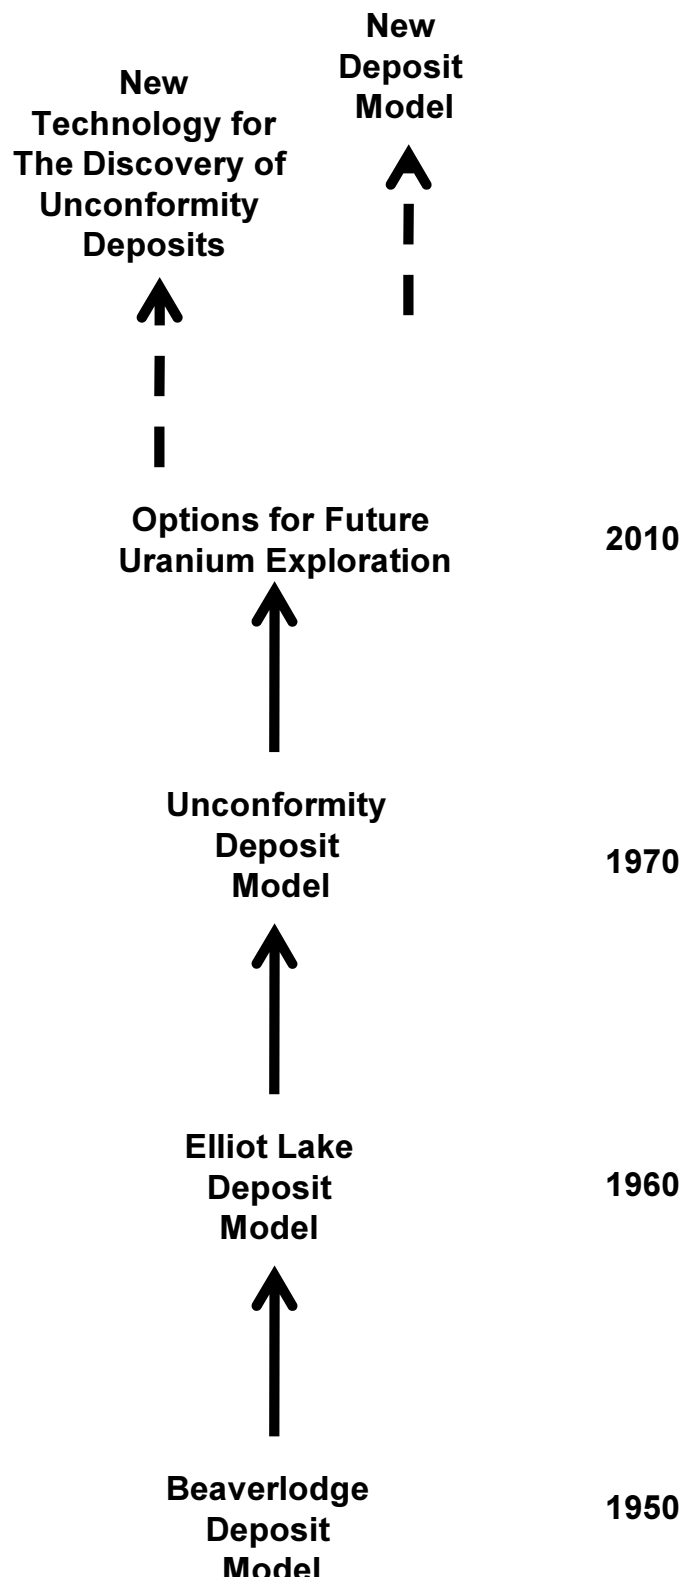 New
Deposit
Model
New
Technology for
The Discovery of
Unconformity
Deposits
Options for Future
Uranium Exploration
2010
Unconformity
Deposit
Model
1970
Elliot Lake
Deposit
Model
1960
Beaverlodge
Deposit
Model
1950